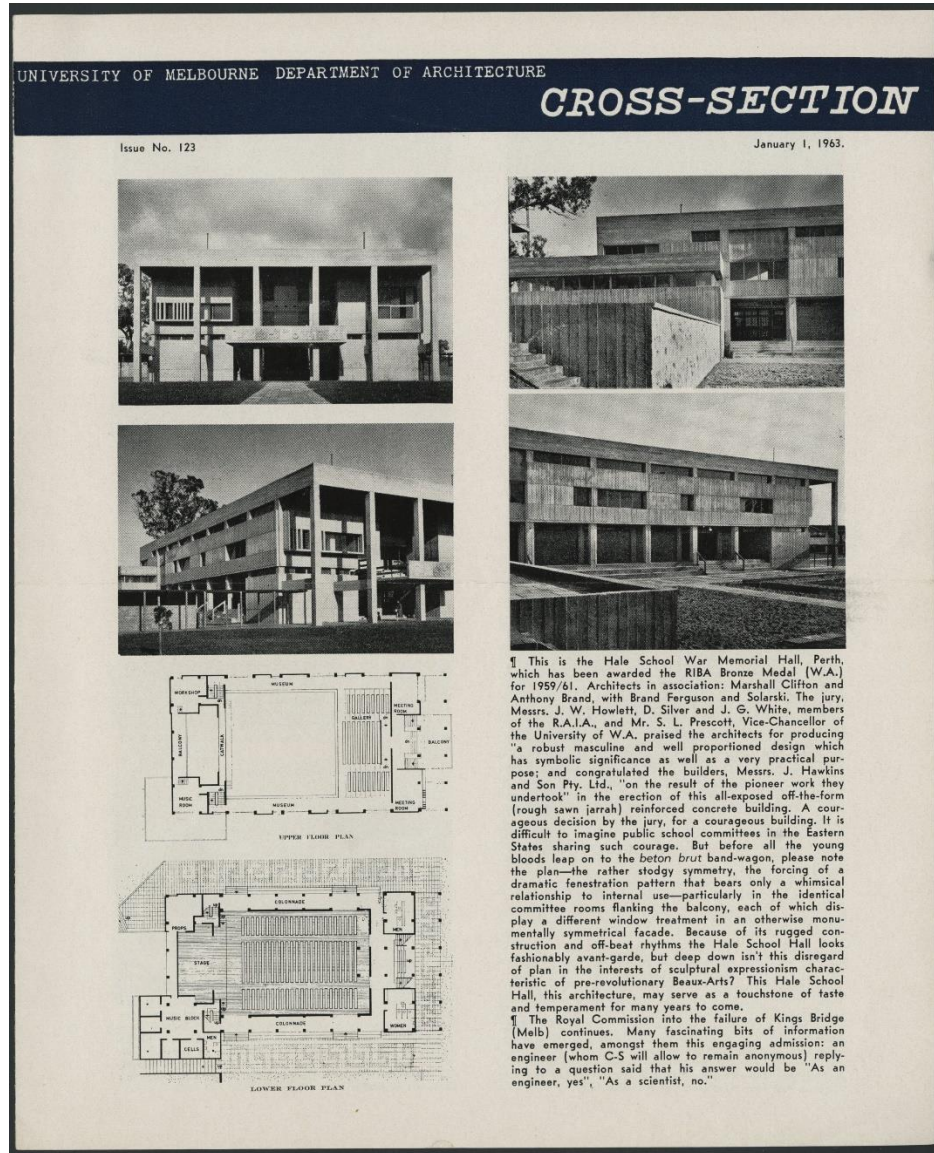 UNIVERSITY OF MELBOURNE DEPARTMENT OF ARCHITECTURE
CROSS-SECTION
Issue No. 123
January 1, 1963.
¶ This is the Hale School War Memorial Hall, Perth,
which has been awarded the RIBA Bronze Medal (W.A.)
for 1959/61. Architects in association: Marshall Clifton and
Anthony Brand, with Brand Ferguson and Solarski. The jury,
Messrs. J. W. Howlett, D. Silver and J. G. White, members
of the R.A.I.A., and Mr. S. L. Prescott, Vice-Chancellor of
the University of W.A. praised the architects for producing
"a robust masculine and well proportioned design which
has symbolic significance as well as a very practical pur-
pose; and congratulated the builders, Messrs. J. Hawkins
and Son Pty. Ltd., "on the result of the pioneer work they
undertook" in the erection of this all-exposed off-the-form
(rough sawn jarrah) reinforced concrete building. A cour-
ageous decision by the jury, for a courageous building. It is
difficult to imagine public school committees in the Eastern
States sharing such courage. But before all the young
bloods leap on to the beton brut band-wagon, please note
the plan—the rather stodgy symmetry, the forcing of a
dramatic fenestration pattern that bears only a whimsical
relationship to internal use—particularly in the identical
committee rooms flanking the balcony, each of which dis-
play a different window treatment in an otherwise monu-
mentally symmetrical facade. Because of its rugged con-
struction and off-beat rhythms the Hale School Hall looks
fashionably avant-garde, but deep down isn't this disregard
of plan in the interests of sculptural expressionism charac-
teristic of pre-revolutionary Beaux-Arts? This Hale School
Hall, this architecture, may serve as a touchstone of taste
and temperament for many years to come.
¶ The Royal Commission into the failure of Kings Bridge
(Melb) continues. Many fascinating bits of information
have emerged, amongst them this engaging admission: an
engineer (whom C-S will allow to remain anonymous) reply-
ing to a question said that his answer would be "As an
engineer, yes", "As a scientist, no."
MUSEUM
WORKSHOP
MEETING
ROOM
GALLERY
BALCONY
CATWALK
BALCONY
MUSIC
ROOM
MEETING
ROOM
MUSEUM
UPPER FLOOR PLAN
COLONNADE
PROPS
MEN
STAGE
MUSIC BLOCK
COLONNADE
MEN
WOMEN
CELLS
LOWER FLOOR PLAN